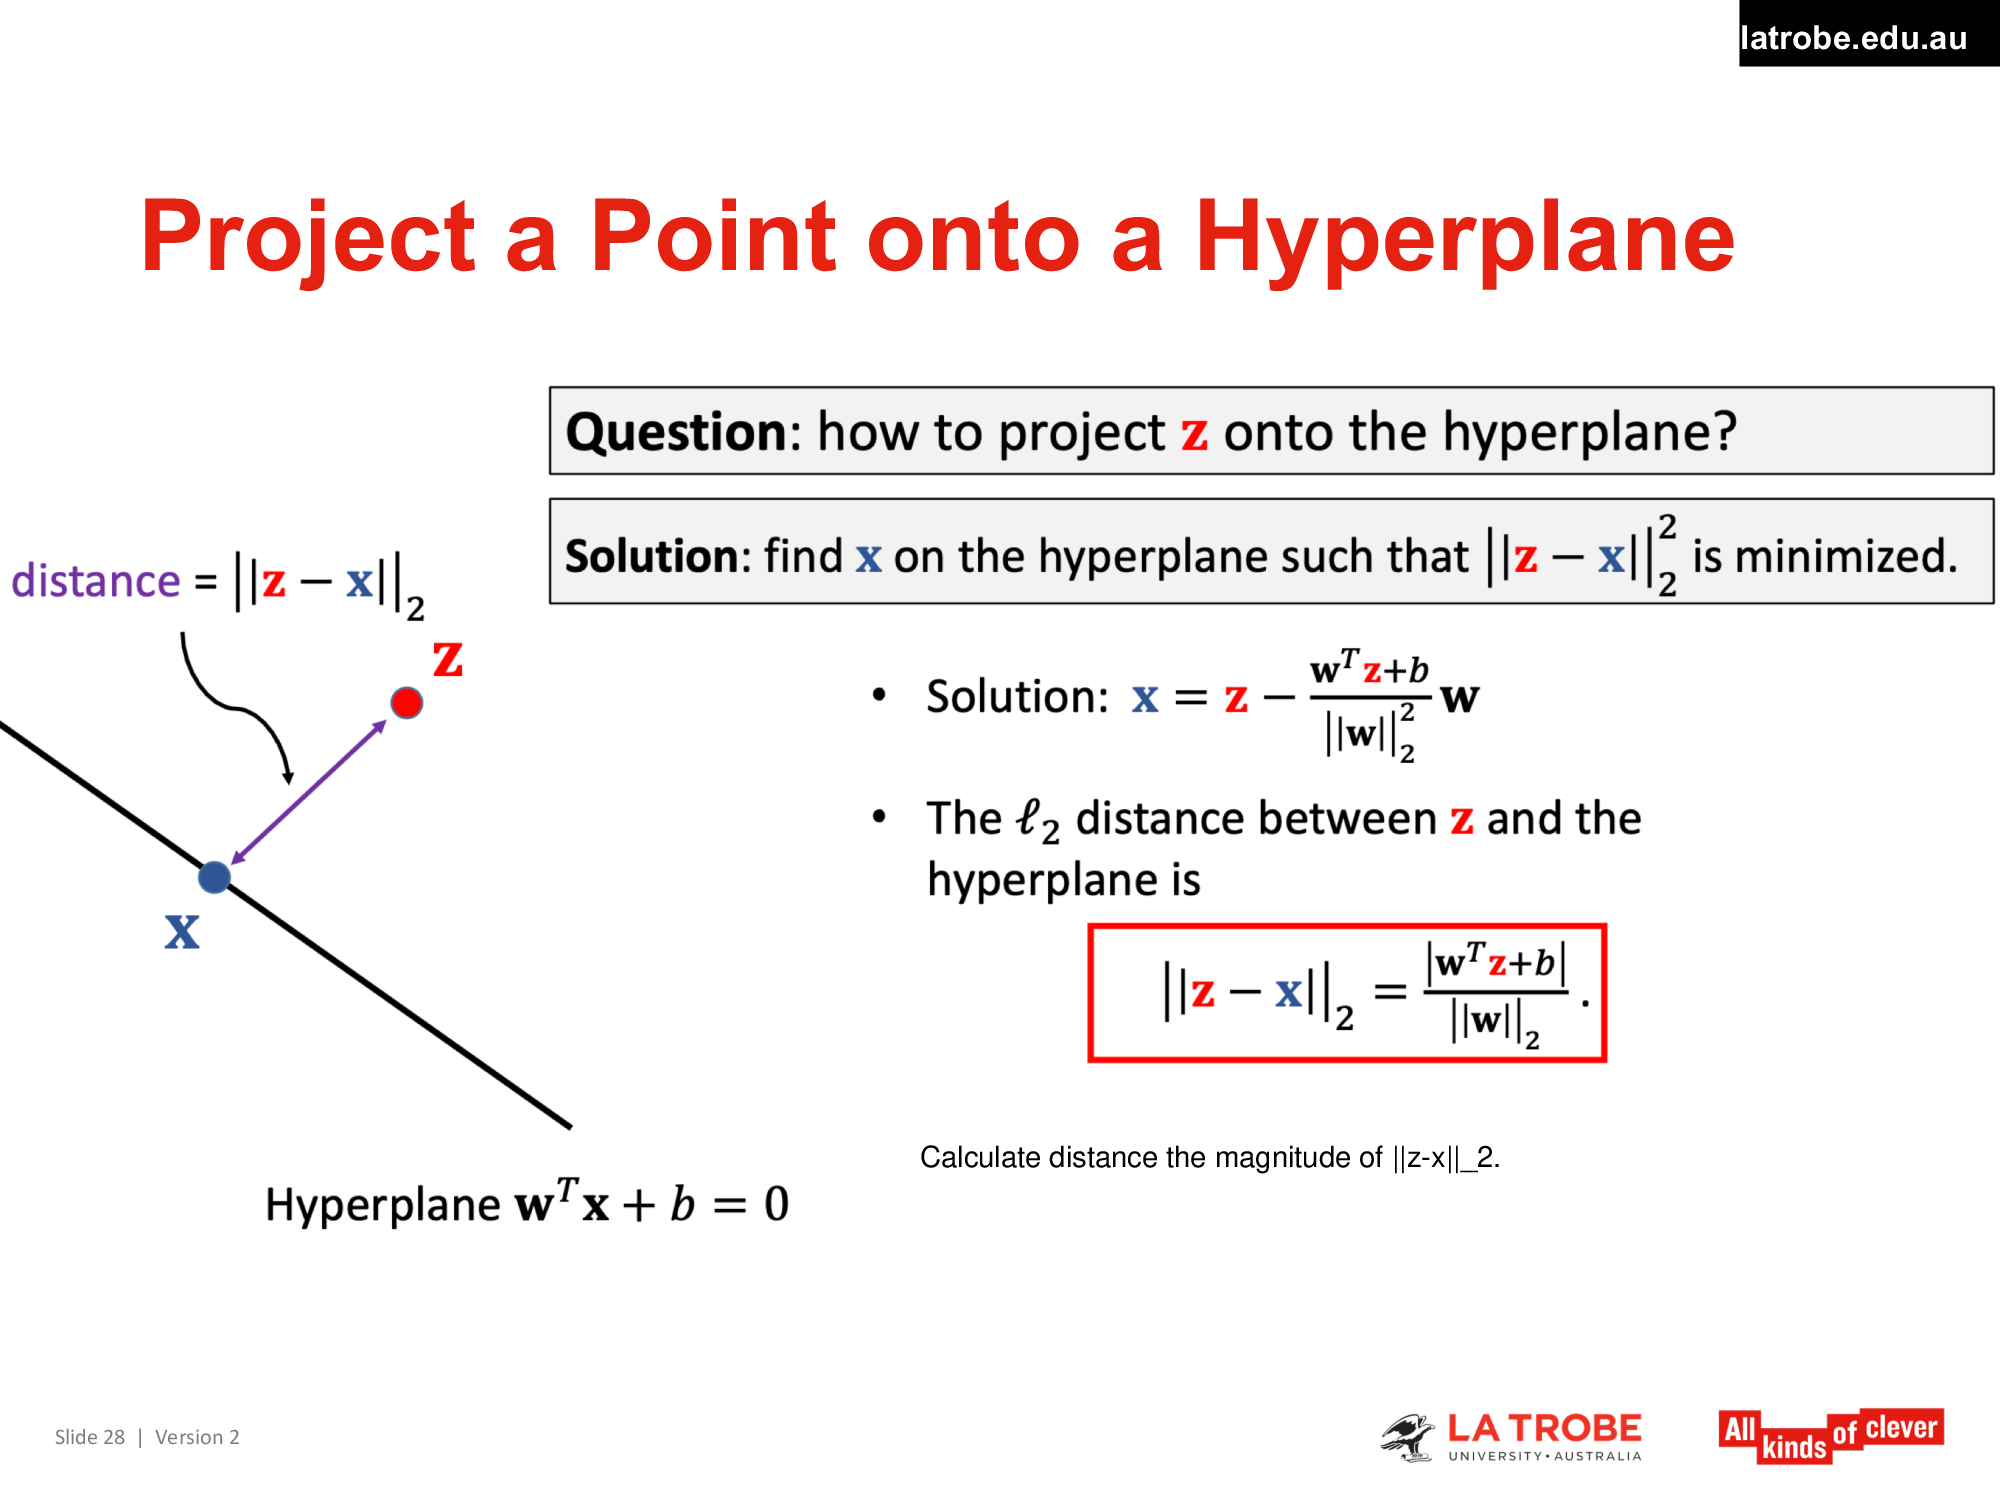 latrobe.edu.au
Project a Point onto a Hyperplane
Question: how to project z onto the hyperplane?
Solution: find x on the hyperplane such that ||z − x||₂² is minimized.
distance = ||z − x||₂
z
x
Hyperplane wᵀx + b = 0
• Solution: x = z − (wᵀz+b)/(||w||₂²) w
• The ℓ₂ distance between z and the
hyperplane is
||z − x||₂ = |wᵀz+b|/||w||₂ .
Calculate distance the magnitude of ||z-x||_2.
Slide 28 | Version 2
LA TROBE
UNIVERSITY • AUSTRALIA
All kinds of clever